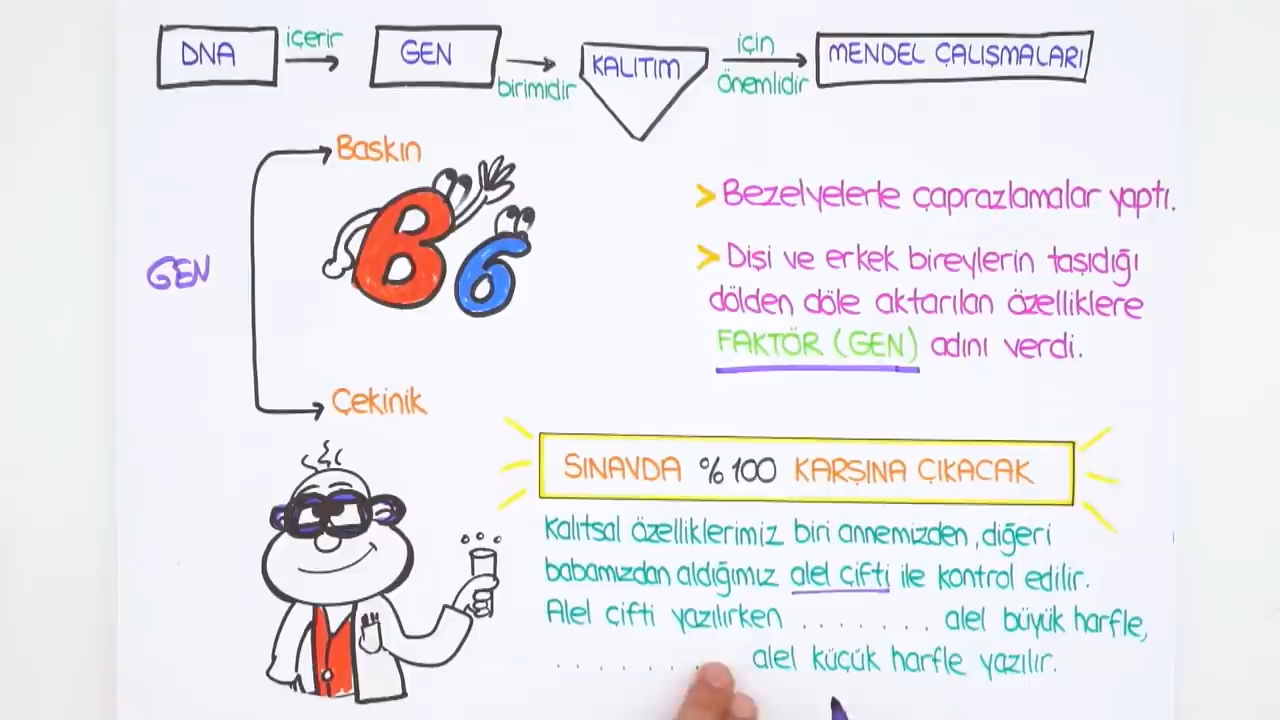 DNA içerir GEN birimidir KALITIM için önemlidir MENDEL ÇALIŞMALARI
GEN
Baskın
B b
Çekinik
> Bezelyelerle çaprazlamalar yaptı.
> Dişi ve erkek bireylerin taşıdığı
dölden döle aktarılan özelliklere
FAKTÖR (GEN) adını verdi.
SINAVDA %100 KARŞINA ÇIKACAK
Kalıtsal özelliklerimiz biri annemizden, diğeri
babamızdan aldığımız alel çifti ile kontrol edilir.
Alel çifti yazılırken ....... alel büyük harfle,
....... alel küçük harfle yazılır.